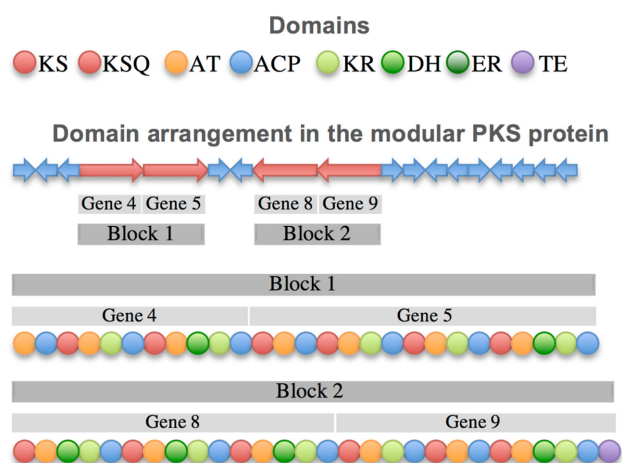 Domains
KS KSQ AT ACP KR DH ER TE
Domain arrangement in the modular PKS protein
Gene 4 Gene 5 Gene 8 Gene 9
Block 1 Block 2
Block 1
Gene 4 Gene 5
Block 2
Gene 8 Gene 9